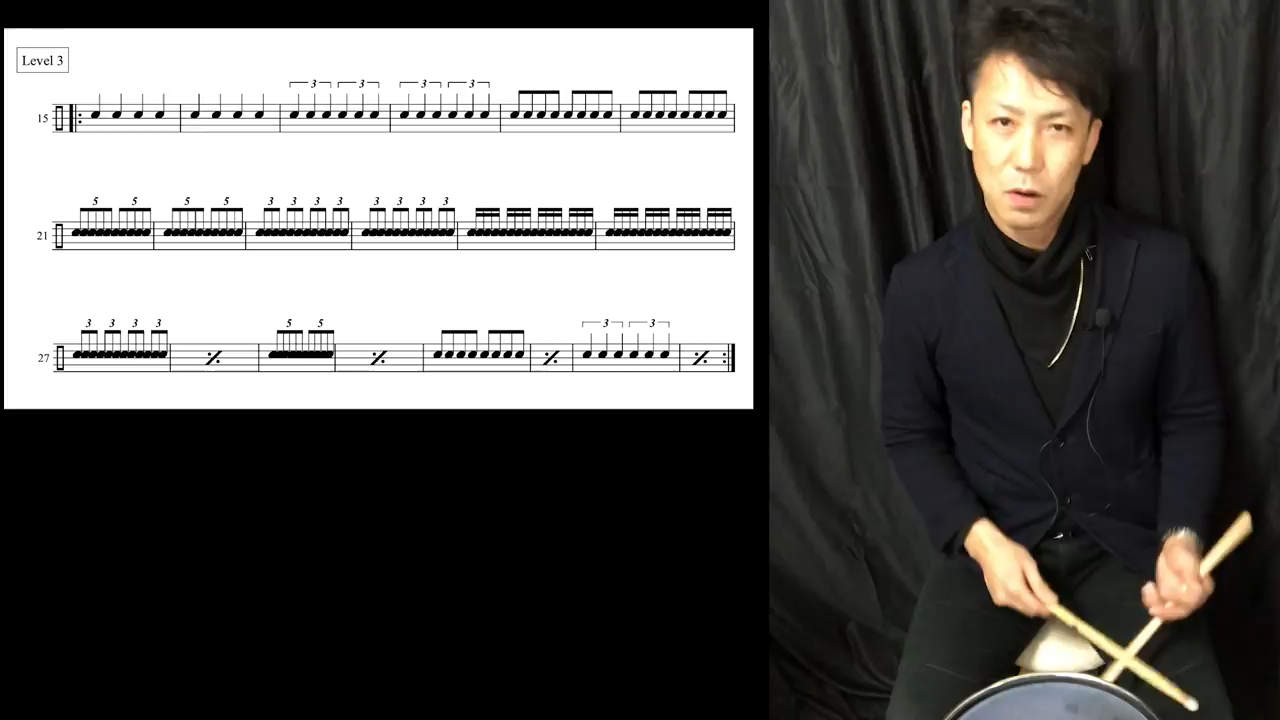 Level 3
3 3 3 3
15
5 5 5 5 3 3 3 3 3 3 3 3
21
3 3 3 3 5 5 3 3
27